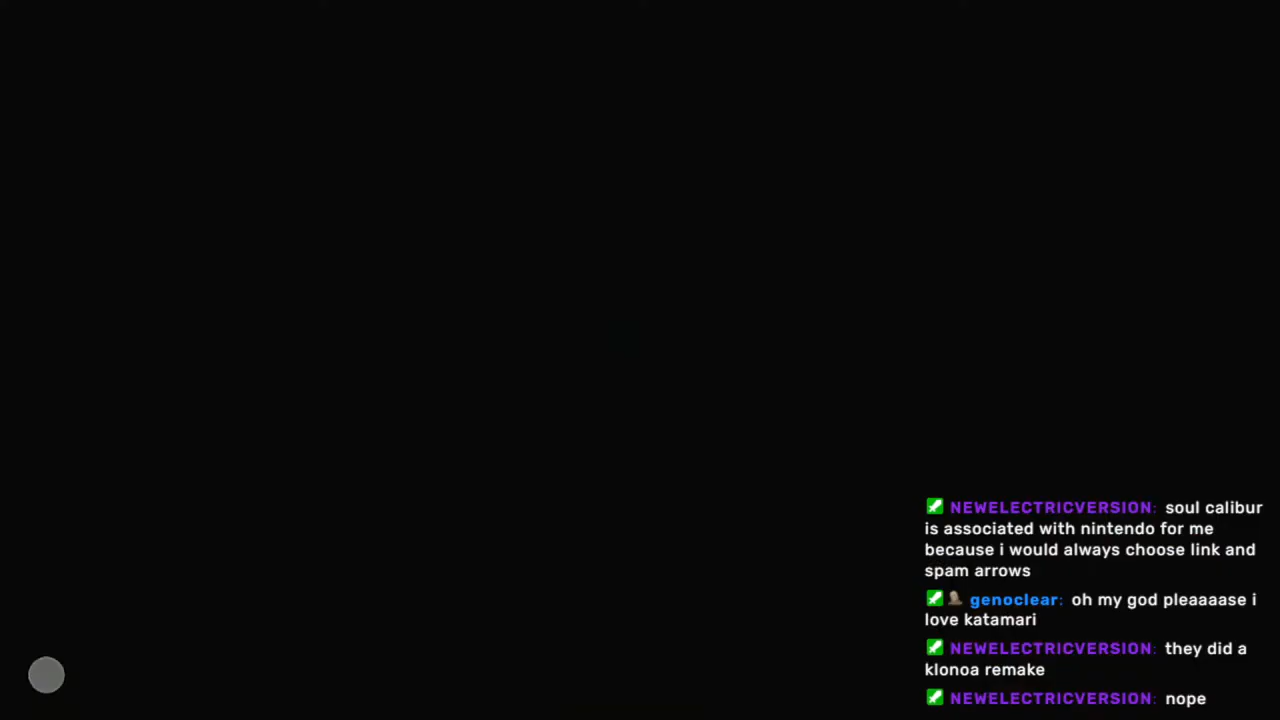 NEWELECTRICVERSION: soul calibur
is associated with nintendo for me
because i would always choose link and
spam arrows
genoclear: oh my god pleaaaase i
love katamari
NEWELECTRICVERSION: they did a
klonoa remake
NEWELECTRICVERSION: nope